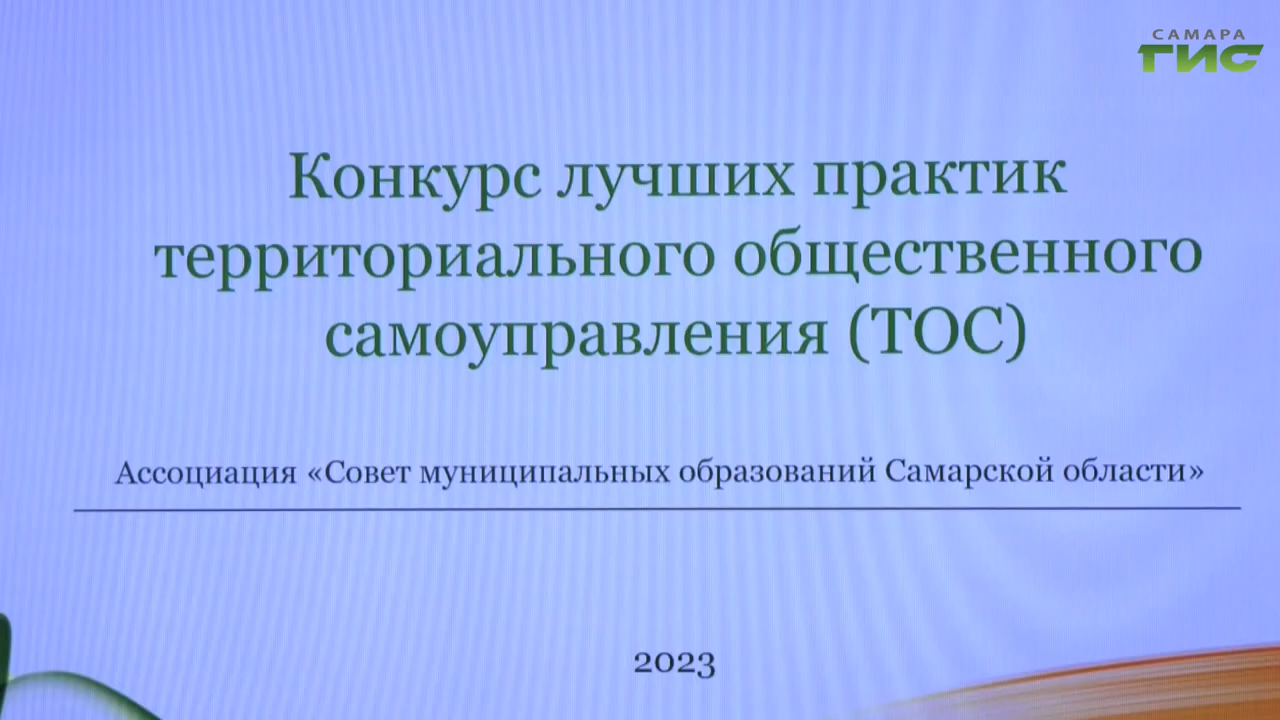 САМАРА
ГИС
Конкурс лучших практик
территориального общественного
самоуправления (ТОС)
Ассоциация «Совет муниципальных образований Самарской области»
2023